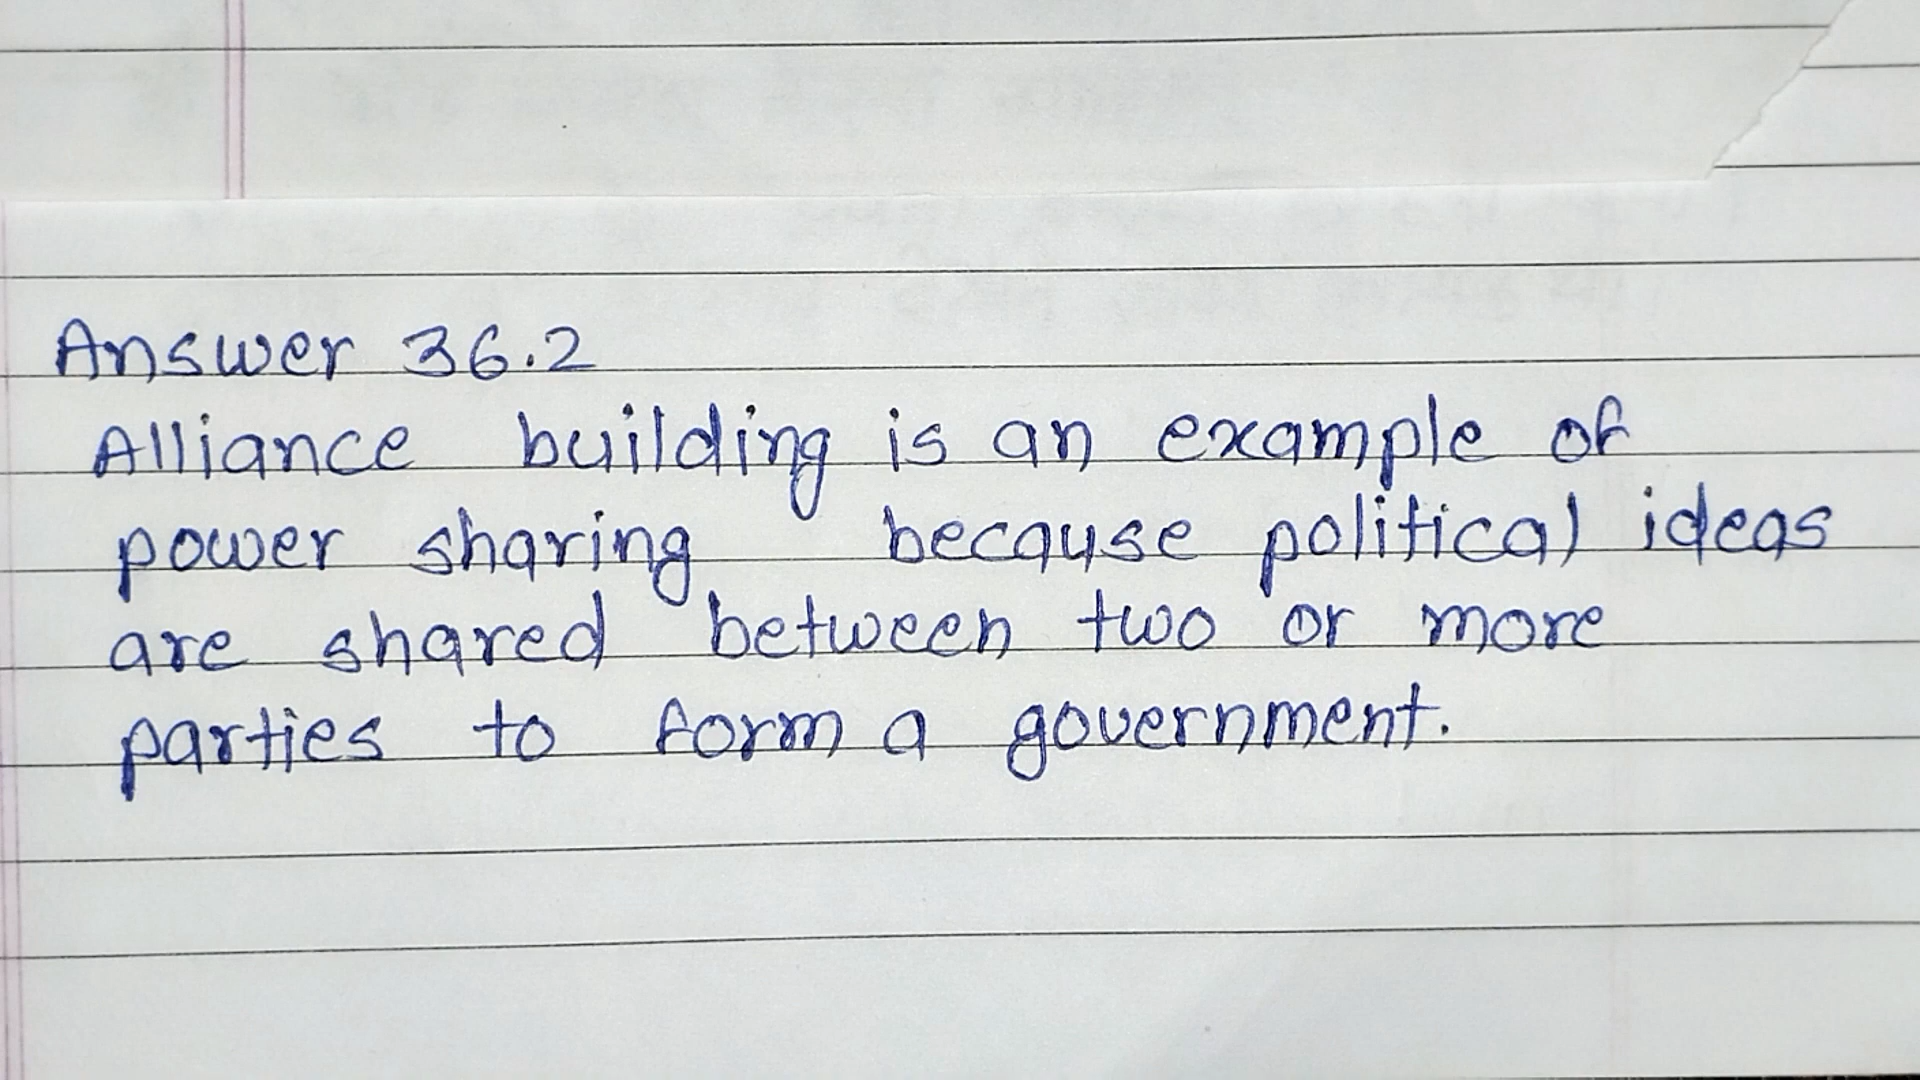 Answer 36.2
Alliance building is an example of
power sharing because political ideas
are shared between two or more
parties to form a government.